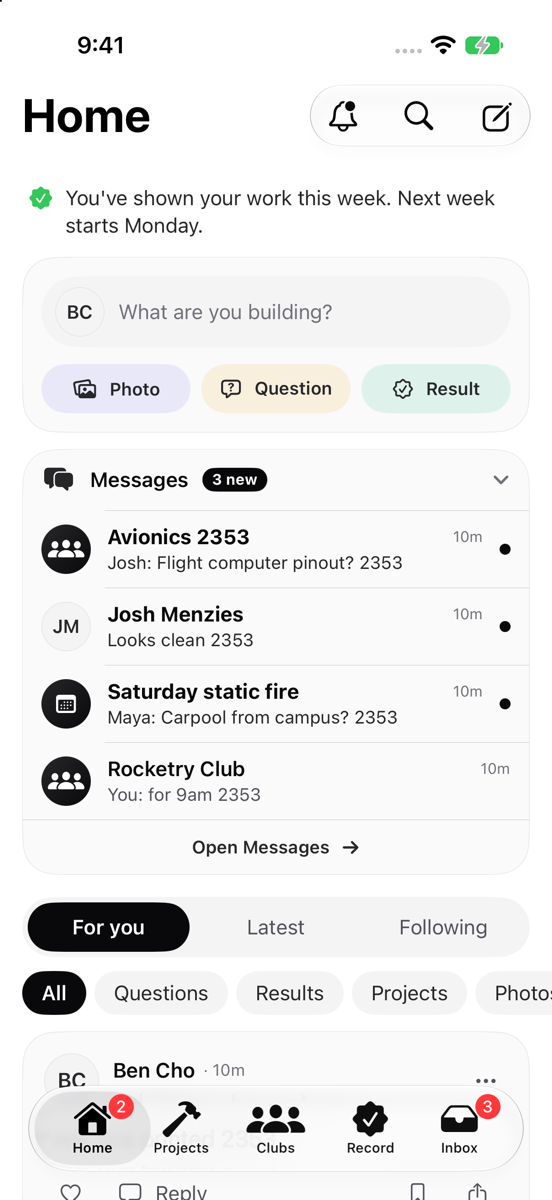 9:41
Home
You've shown your work this week. Next week
starts Monday.
BC
What are you building?
Photo
Question
Result
Messages
3 new
Avionics 2353
10m
Josh: Flight computer pinout? 2353
JM
Josh Menzies
10m
Looks clean 2353
Saturday static fire
10m
Maya: Carpool from campus? 2353
Rocketry Club
10m
You: for 9am 2353
Open Messages
For you
Latest
Following
All
Questions
Results
Projects
Photos
BC
Ben Cho · 10m
2
3
Home
Projects
Clubs
Record
Inbox
Reply